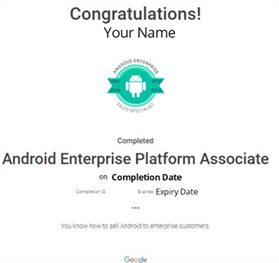 Congratulations!
Your Name
ANDROID ENTERPRISE
SALES SPECIALIST
Completed
Android Enterprise Platform Associate
on Completion Date
Completion ID Expires Expiry Date
---
You know how to sell Android to enterprise customers.
Google